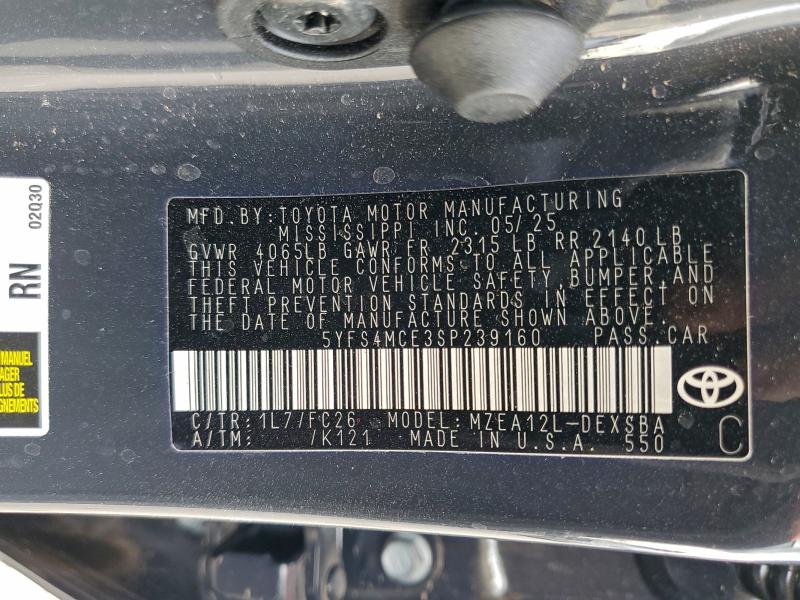 MFD.BY:TOYOTA MOTOR MANUFACTURING
MISSISSIPPI INC. 05/25
GVWR 4065LB GAWR FR 2315 LB RR 2140 LB
THIS VEHICLE CONFORMS TO ALL APPLICABLE
FEDERAL MOTOR VEHICLE SAFETY, BUMPER,AND
THEFT PREVENTION STANDARDS IN EFFECT ON
THE DATE OF MANUFACTURE SHOWN ABOVE.
5YFS4MCE3SP239160 PASS.CAR
C/TR:1L7/FC26 MODEL:MZEA12L-DEXSBA
A/TM: /K121 MADE IN U.S.A. 550
C
RN
02Q30
MANUEL
AGER
LUS DE
GNEMENTS